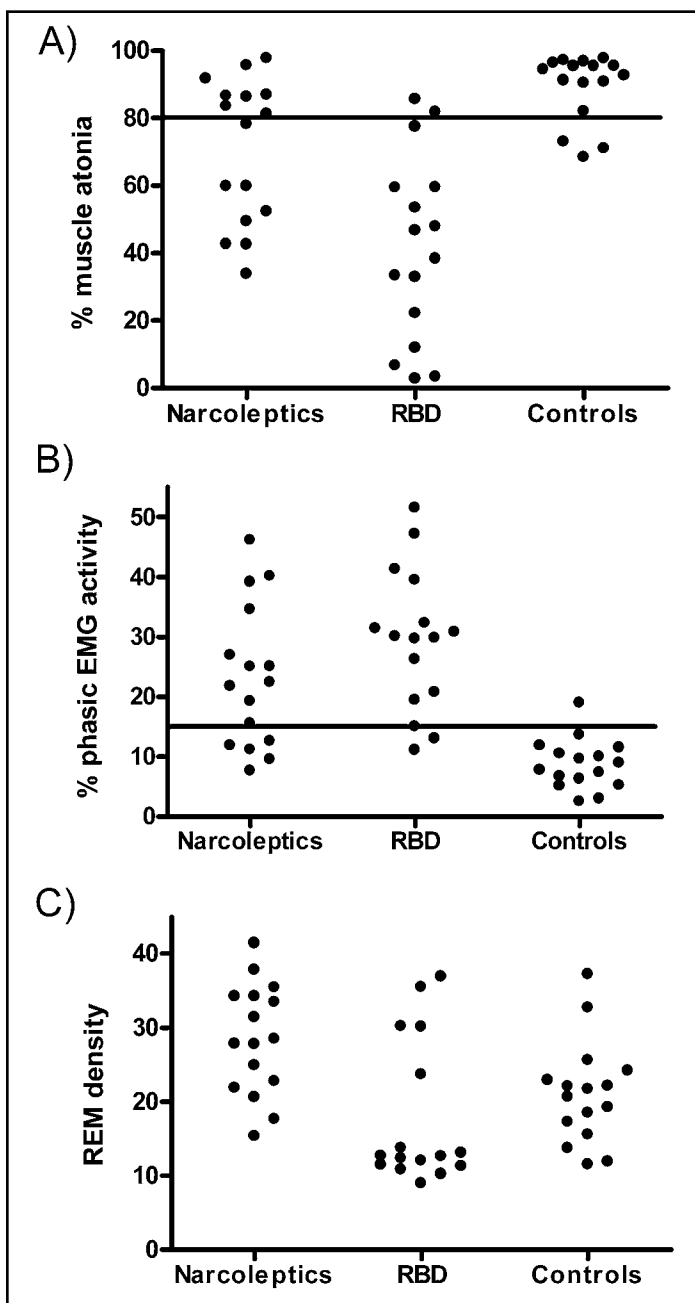 A)
% muscle atonia
100
80
60
40
20
0
Narcoleptics RBD Controls
B)
% phasic EMG activity
50
40
30
20
10
0
Narcoleptics RBD Controls
C)
REM density
40
30
20
10
0
Narcoleptics RBD Controls